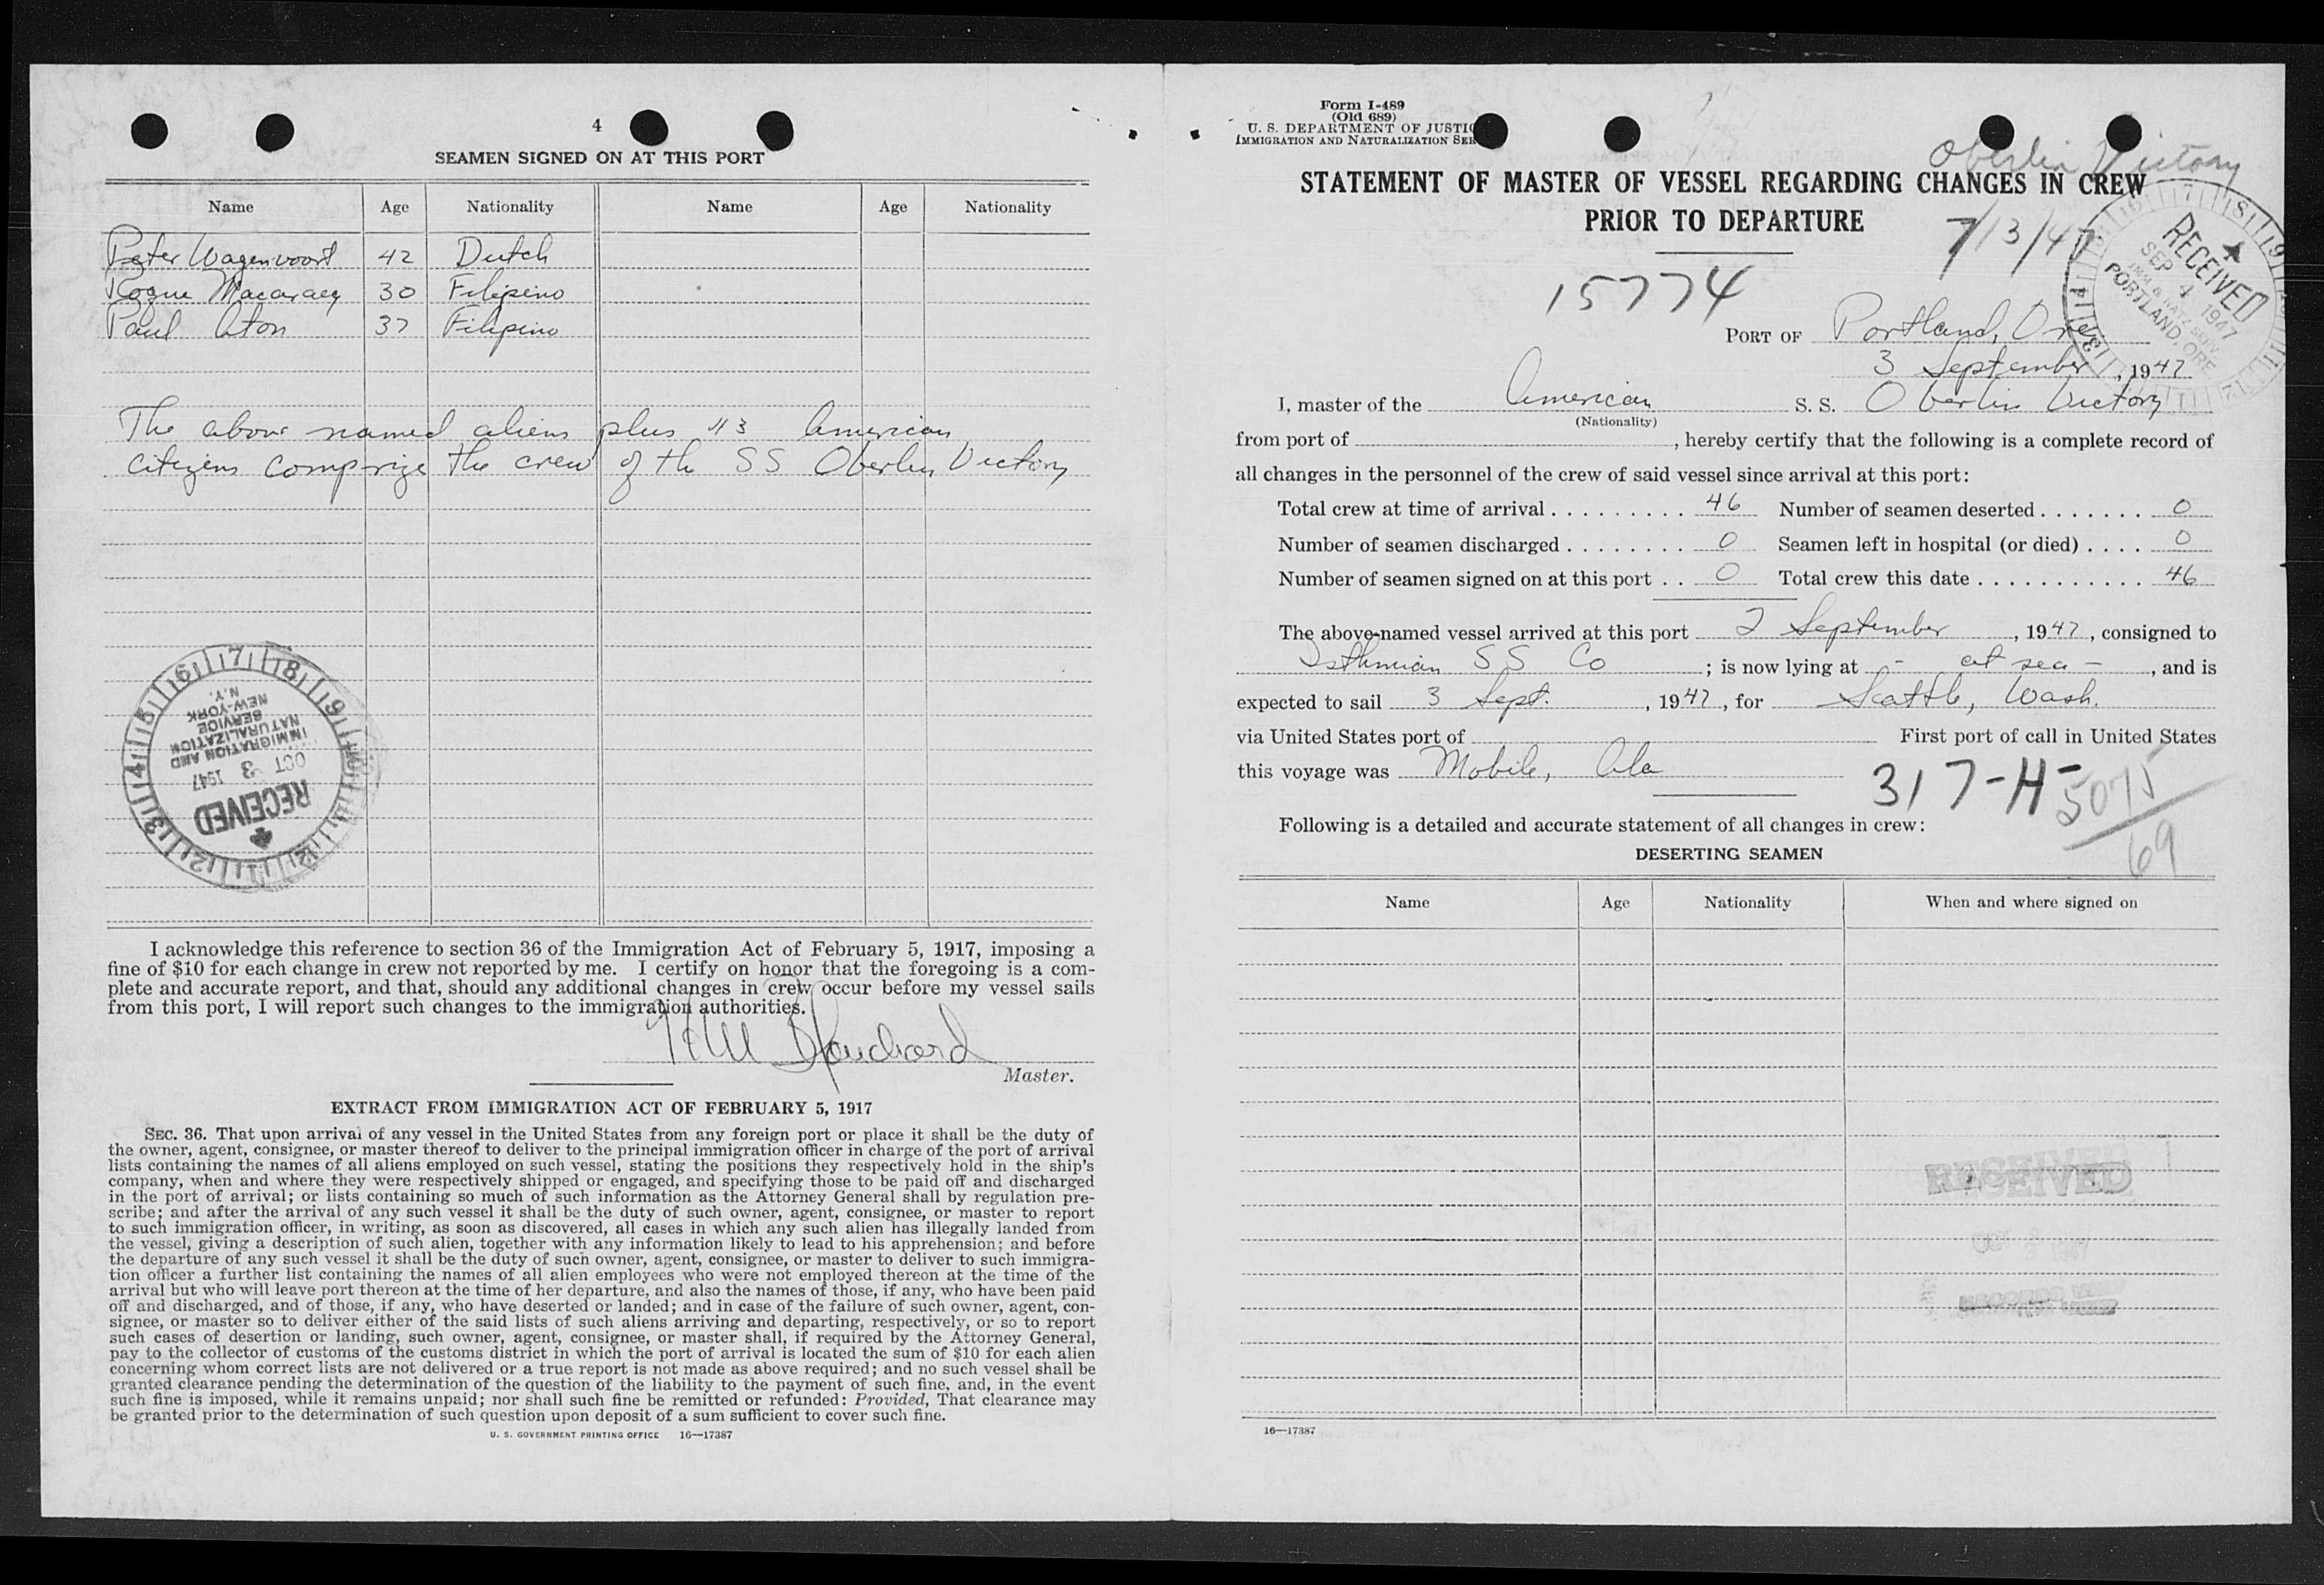 4
SEAMEN SIGNED ON AT THIS PORT
Name Age Nationality Name Age Nationality
Peter Wagenvoort 42 Dutch
Roque Macaraeg 30 Filipino
Paul Aton 37 Filipino
The above named aliens plus 43 American
citizens comprize the crew of the SS Oberlin Victory
RECEIVED
OCT 3 1947
IMMIGRATION AND
NATURALIZATION
SERVICE
NEW-YORK
N.Y.
I acknowledge this reference to section 36 of the Immigration Act of February 5, 1917, imposing a
fine of $10 for each change in crew not reported by me. I certify on honor that the foregoing is a com-
plete and accurate report, and that, should any additional changes in crew occur before my vessel sails
from this port, I will report such changes to the immigration authorities.
Master.
EXTRACT FROM IMMIGRATION ACT OF FEBRUARY 5, 1917
SEC. 36. That upon arrival of any vessel in the United States from any foreign port or place it shall be the duty of
the owner, agent, consignee, or master thereof to deliver to the principal immigration officer in charge of the port of arrival
lists containing the names of all aliens employed on such vessel, stating the positions they respectively hold in the ship's
company, when and where they were respectively shipped or engaged, and specifying those to be paid off and discharged
in the port of arrival; or lists containing so much of such information as the Attorney General shall by regulation pre-
scribe; and after the arrival of any such vessel it shall be the duty of such owner, agent, consignee, or master to report
to such immigration officer, in writing, as soon as discovered, all cases in which any such alien has illegally landed from
the vessel, giving a description of such alien, together with any information likely to lead to his apprehension; and before
the departure of any such vessel it shall be the duty of such owner, agent, consignee, or master to deliver to such immigra-
tion officer a further list containing the names of all alien employees who were not employed thereon at the time of the
arrival but who will leave port thereon at the time of her departure, and also the names of those, if any, who have been paid
off and discharged, and of those, if any, who have deserted or landed; and in case of the failure of such owner, agent, con-
signee, or master so to deliver either of the said lists of such aliens arriving and departing, respectively, or so to report
such cases of desertion or landing, such owner, agent, consignee, or master shall, if required by the Attorney General,
pay to the collector of customs of the customs district in which the port of arrival is located the sum of $10 for each alien
concerning whom correct lists are not delivered or a true report is not made as above required; and no such vessel shall be
granted clearance pending the determination of the question of the liability to the payment of such fine, and, in the event
such fine is imposed, while it remains unpaid; nor shall such fine be remitted or refunded: Provided, That clearance may
be granted prior to the determination of such question upon deposit of a sum sufficient to cover such fine.
U. S. GOVERNMENT PRINTING OFFICE 16—17387
Form I-489
(Old 689)
U. S. DEPARTMENT OF JUSTIC
IMMIGRATION AND NATURALIZATION SER
Oberlin Victory
STATEMENT OF MASTER OF VESSEL REGARDING CHANGES IN CREW
PRIOR TO DEPARTURE
7/13/47
RECEIVED
SEP 4 1947
IMM & NATZ SERV
PORTLAND, ORE
15774
PORT OF Portland, Ore
3 September, 1947
I, master of the American S. S. Oberlin Victory
(Nationality)
from port of , hereby certify that the following is a complete record of
all changes in the personnel of the crew of said vessel since arrival at this port:
Total crew at time of arrival . . . . . . . . . 46 Number of seamen deserted . . . . . . . 0
Number of seamen discharged . . . . . . . . 0 Seamen left in hospital (or died) . . . . 0
Number of seamen signed on at this port . . 0 Total crew this date . . . . . . . . . . . 46
The above-named vessel arrived at this port 2 September, 1947, consigned to
Isthmian SS Co ; is now lying at - at sea -, and is
expected to sail 3 Sept., 1947, for Seattle, Wash.
via United States port of First port of call in United States
this voyage was Mobile, Ala
317-H-5075
69
Following is a detailed and accurate statement of all changes in crew:
DESERTING SEAMEN
Name Age Nationality When and where signed on
RECEIVED
16—17387